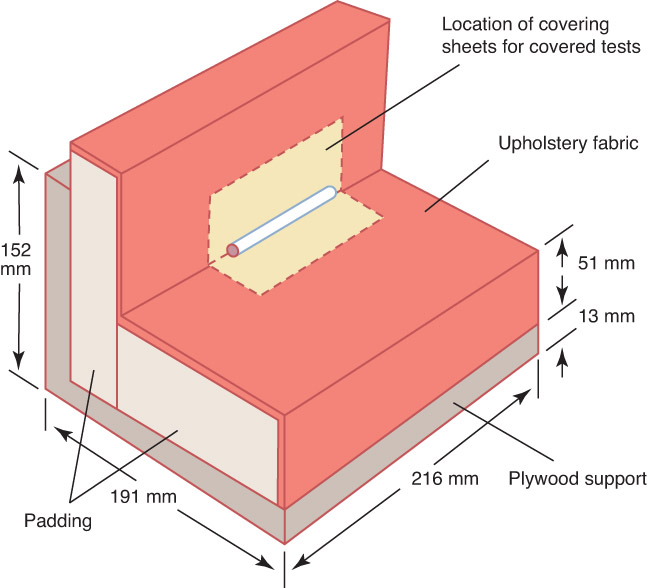 Location of covering
sheets for covered tests
Upholstery fabric
152
mm
51 mm
13 mm
216 mm
Plywood support
191 mm
Padding